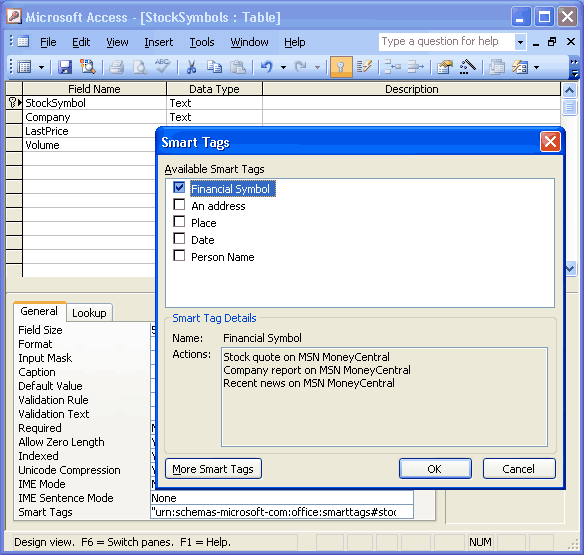 Microsoft Access - [StockSymbols : Table]
File Edit View Insert Tools Window Help Type a question for help
ABC
Field Name Data Type Description
StockSymbol Text
Company Text
LastPrice
Volume
Smart Tags
Available Smart Tags
Financial Symbol
An address
Place
Date
Person Name
Smart Tag Details
Name: Financial Symbol
Actions: Stock quote on MSN MoneyCentral
Company report on MSN MoneyCentral
Recent news on MSN MoneyCentral
More Smart Tags OK Cancel
General Lookup
Field Size
Format
Input Mask
Caption
Default Value
Validation Rule
Validation Text
Required
Allow Zero Length
Indexed
Unicode Compression
IME Mode
IME Sentence Mode None
Smart Tags "urn:schemas-microsoft-com:office:smarttags#stoc
Design view. F6 = Switch panes. F1 = Help. NUM